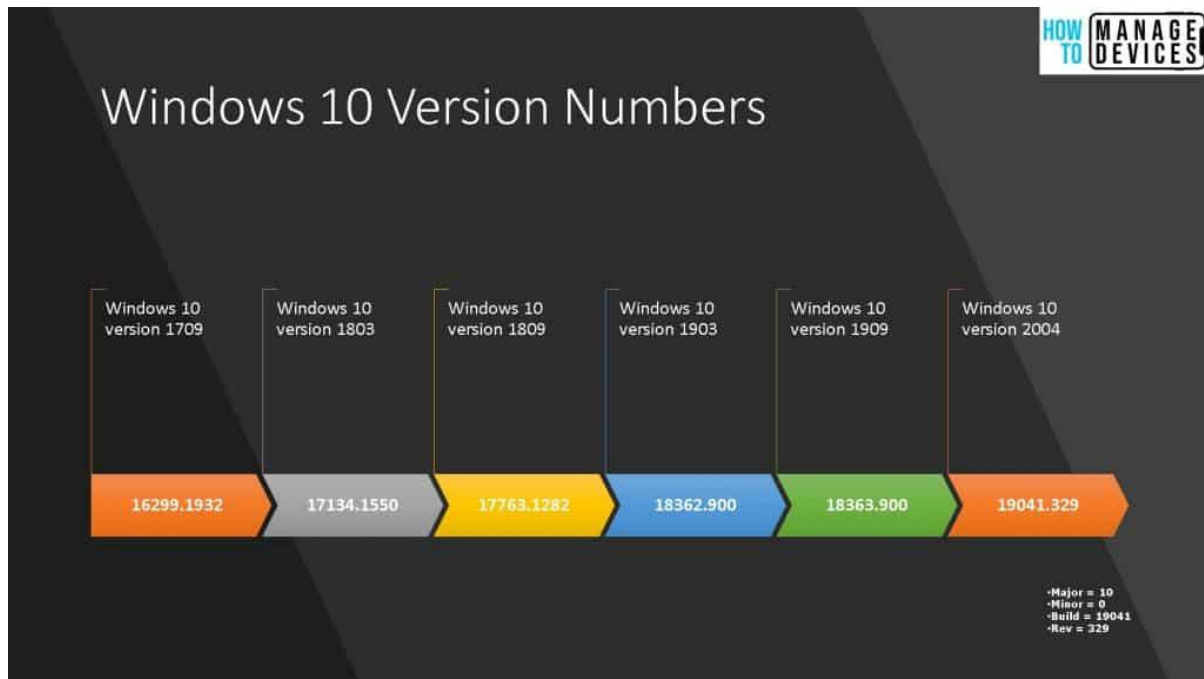 HOW TO MANAGE DEVICES
Windows 10 Version Numbers
Windows 10
version 1709
Windows 10
version 1803
Windows 10
version 1809
Windows 10
version 1903
Windows 10
version 1909
Windows 10
version 2004
16299.1932
17134.1550
17763.1282
18362.900
18363.900
19041.329
•Major = 10
•Minor = 0
•Build = 19041
•Rev = 329